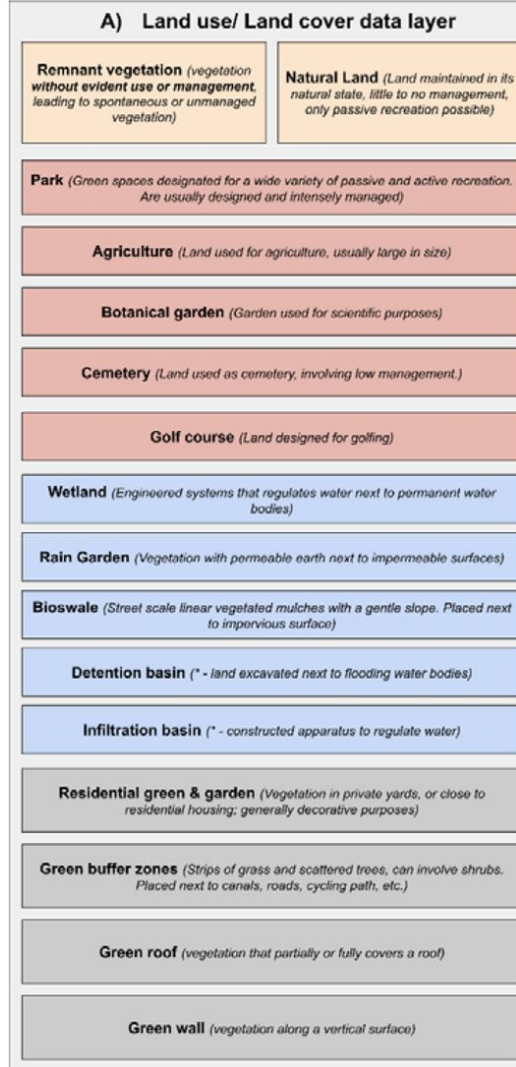 A) Land use/ Land cover data layer
Remnant vegetation (vegetation
without evident use or management,
leading to spontaneous or unmanaged
vegetation)
Natural Land (Land maintained in its
natural state, little to no management,
only passive recreation possible)
Park (Green spaces designated for a wide variety of passive and active recreation.
Are usually designed and intensely managed)
Agriculture (Land used for agriculture, usually large in size)
Botanical garden (Garden used for scientific purposes)
Cemetery (Land used as cemetery, involving low management.)
Golf course (Land designed for golfing)
Wetland (Engineered systems that regulates water next to permanent water
bodies)
Rain Garden (Vegetation with permeable earth next to impermeable surfaces)
Bioswale (Street scale linear vegetated mulches with a gentle slope. Placed next
to impervious surface)
Detention basin (* - land excavated next to flooding water bodies)
Infiltration basin (* - constructed apparatus to regulate water)
Residential green & garden (Vegetation in private yards, or close to
residential housing; generally decorative purposes)
Green buffer zones (Strips of grass and scattered trees, can involve shrubs.
Placed next to canals, roads, cycling path, etc.)
Green roof (vegetation that partially or fully covers a roof)
Green wall (vegetation along a vertical surface)